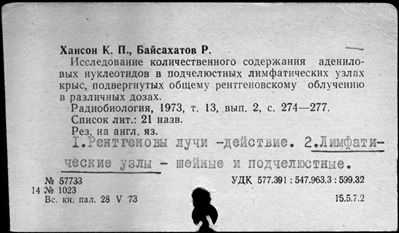 Хансон К. П., Байсахатов Р.
Исследование количественного содержания аденило-
вых нуклеотидов в подчелюстных лимфатических узлах
крыс, подвергнутых общему рентгеновскому облучению
в различных дозах.
Радиобиология, 1973, т. 13, вып. 2, с. 274—277.
Список лит.: 21 назв.
Рез. на англ. яз.
1.Рентгеновы лучи -действие. 2.Лимфати-
ческие узлы - шейные и подчелюстные.
№ 57733 УДК 577.391 : 547.963.3 : 599.32
14 № 1023
Вс. кн. пал. 28 V 73 15.5.7.2